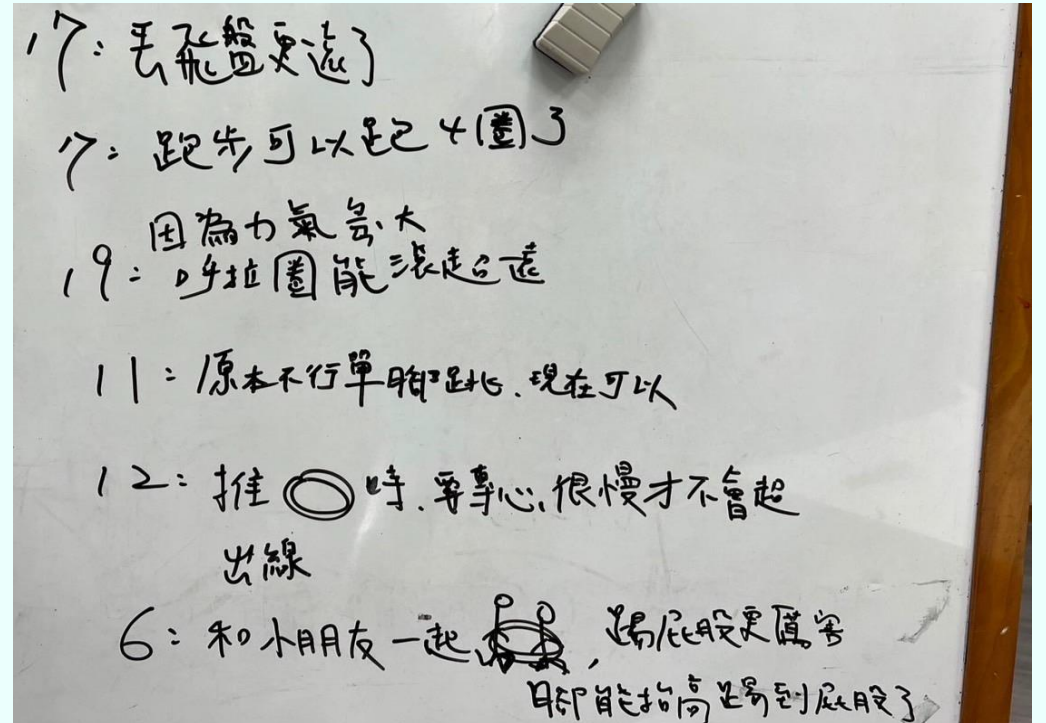 17: 丟飛盤更遠了
7: 跑步可以跑4圈了
因為力氣變大
19: 呼拉圈能滾超遠
11: 原本不行單腳跳.現在可以
12: 推 時.要專心,很慢才不會超
出線
6: 和小朋友一起 , 踢屁股更厲害
腳能抬高踢到屁股了